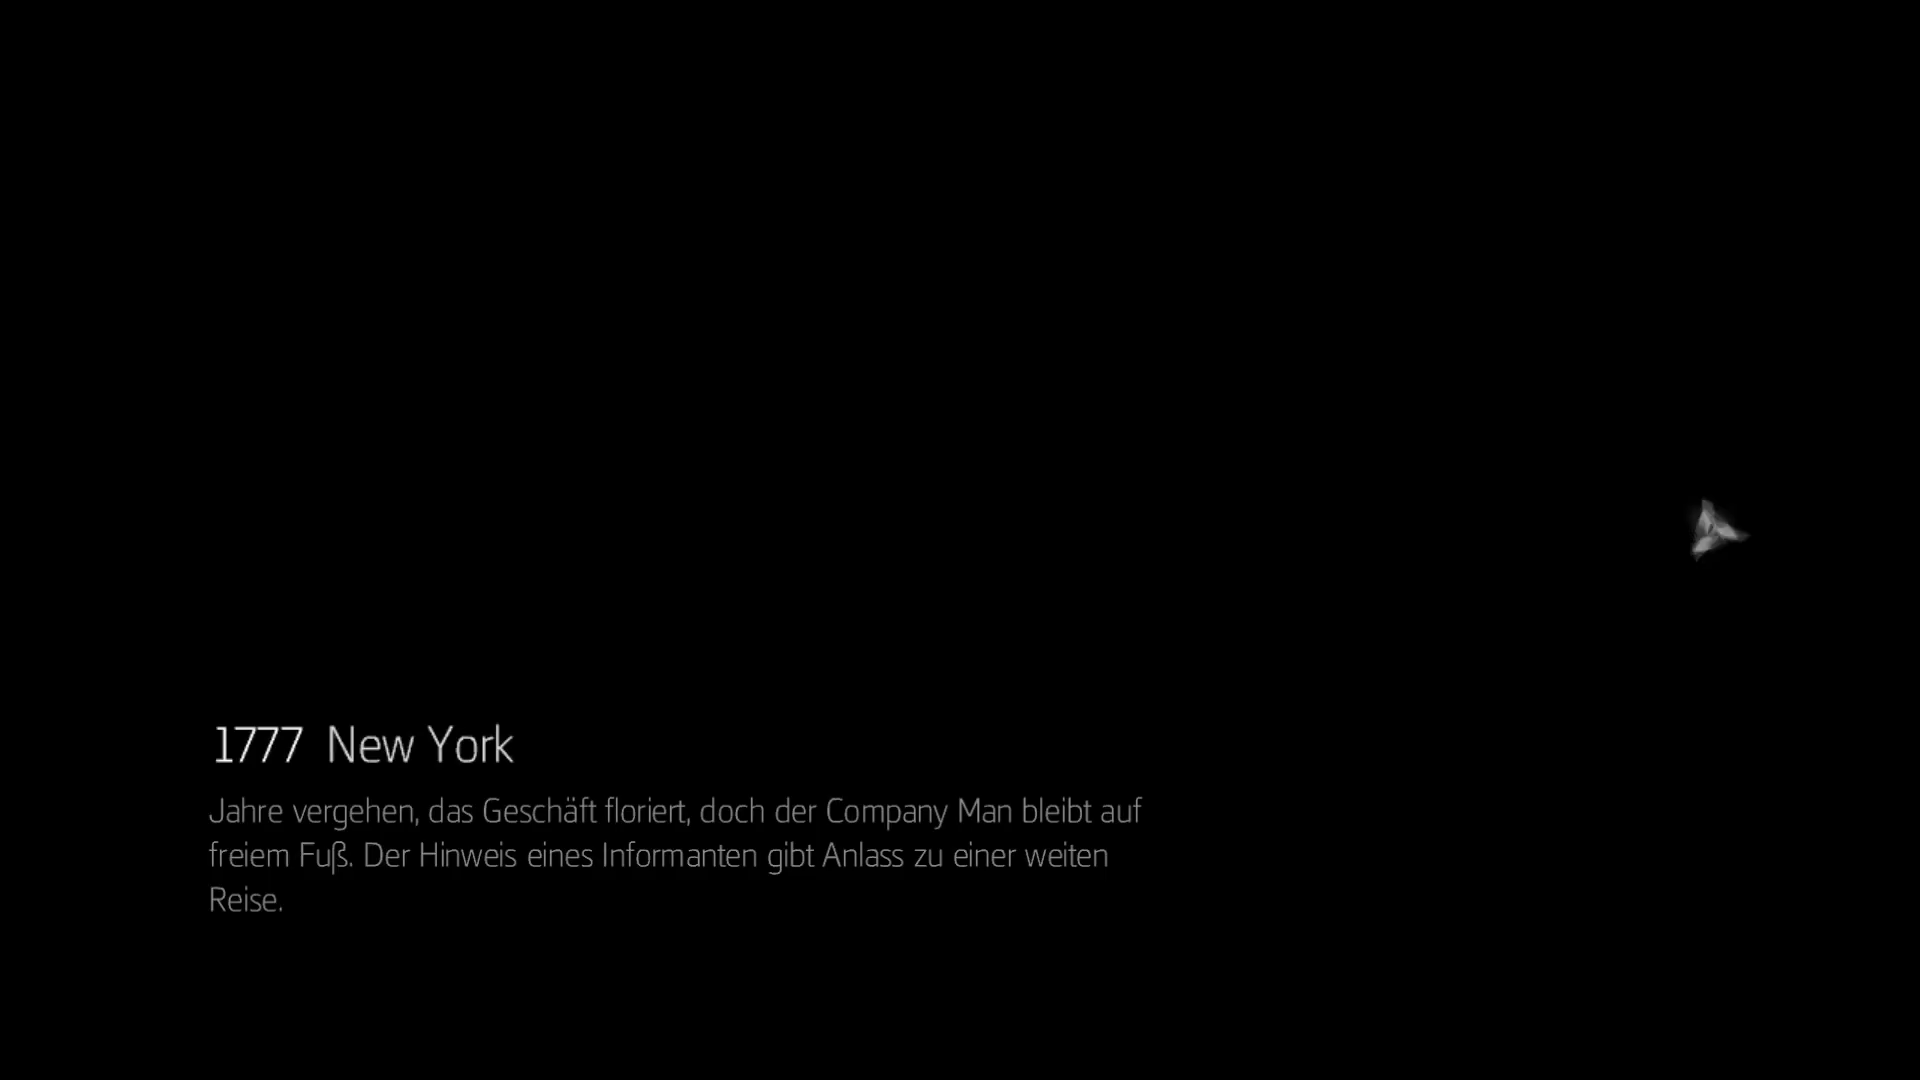 1777 New York
Jahre vergehen, das Geschäft floriert, doch der Company Man bleibt auf
freiem Fuß. Der Hinweis eines Informanten gibt Anlass zu einer weiten
Reise.